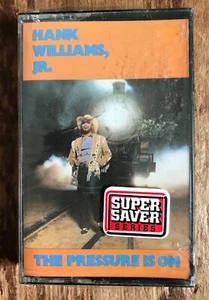 HANK
WILLIAMS,
JR.
SUPER
SAVER
SERIES
THE PRESSURE IS ON